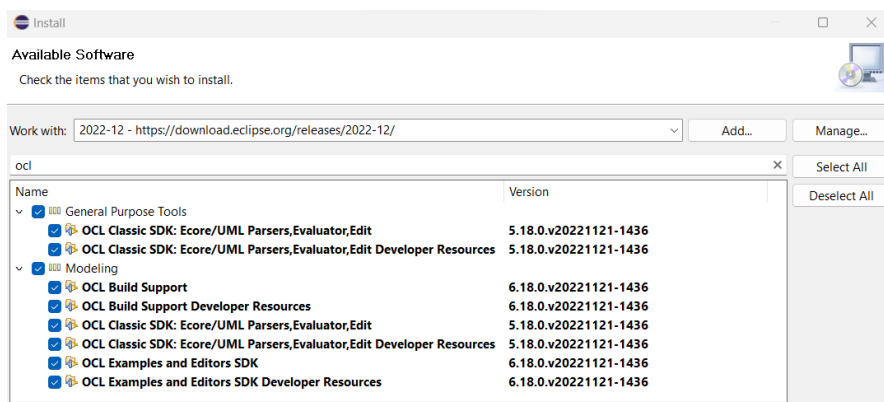 Install
Available Software
Check the items that you wish to install.
Work with: 2022-12 - https://download.eclipse.org/releases/2022-12/ Add... Manage...
ocl Select All
Name Version Deselect All
General Purpose Tools
OCL Classic SDK: Ecore/UML Parsers,Evaluator,Edit 5.18.0.v20221121-1436
OCL Classic SDK: Ecore/UML Parsers,Evaluator,Edit Developer Resources 5.18.0.v20221121-1436
Modeling
OCL Build Support 6.18.0.v20221121-1436
OCL Build Support Developer Resources 6.18.0.v20221121-1436
OCL Classic SDK: Ecore/UML Parsers,Evaluator,Edit 5.18.0.v20221121-1436
OCL Classic SDK: Ecore/UML Parsers,Evaluator,Edit Developer Resources 5.18.0.v20221121-1436
OCL Examples and Editors SDK 6.18.0.v20221121-1436
OCL Examples and Editors SDK Developer Resources 6.18.0.v20221121-1436